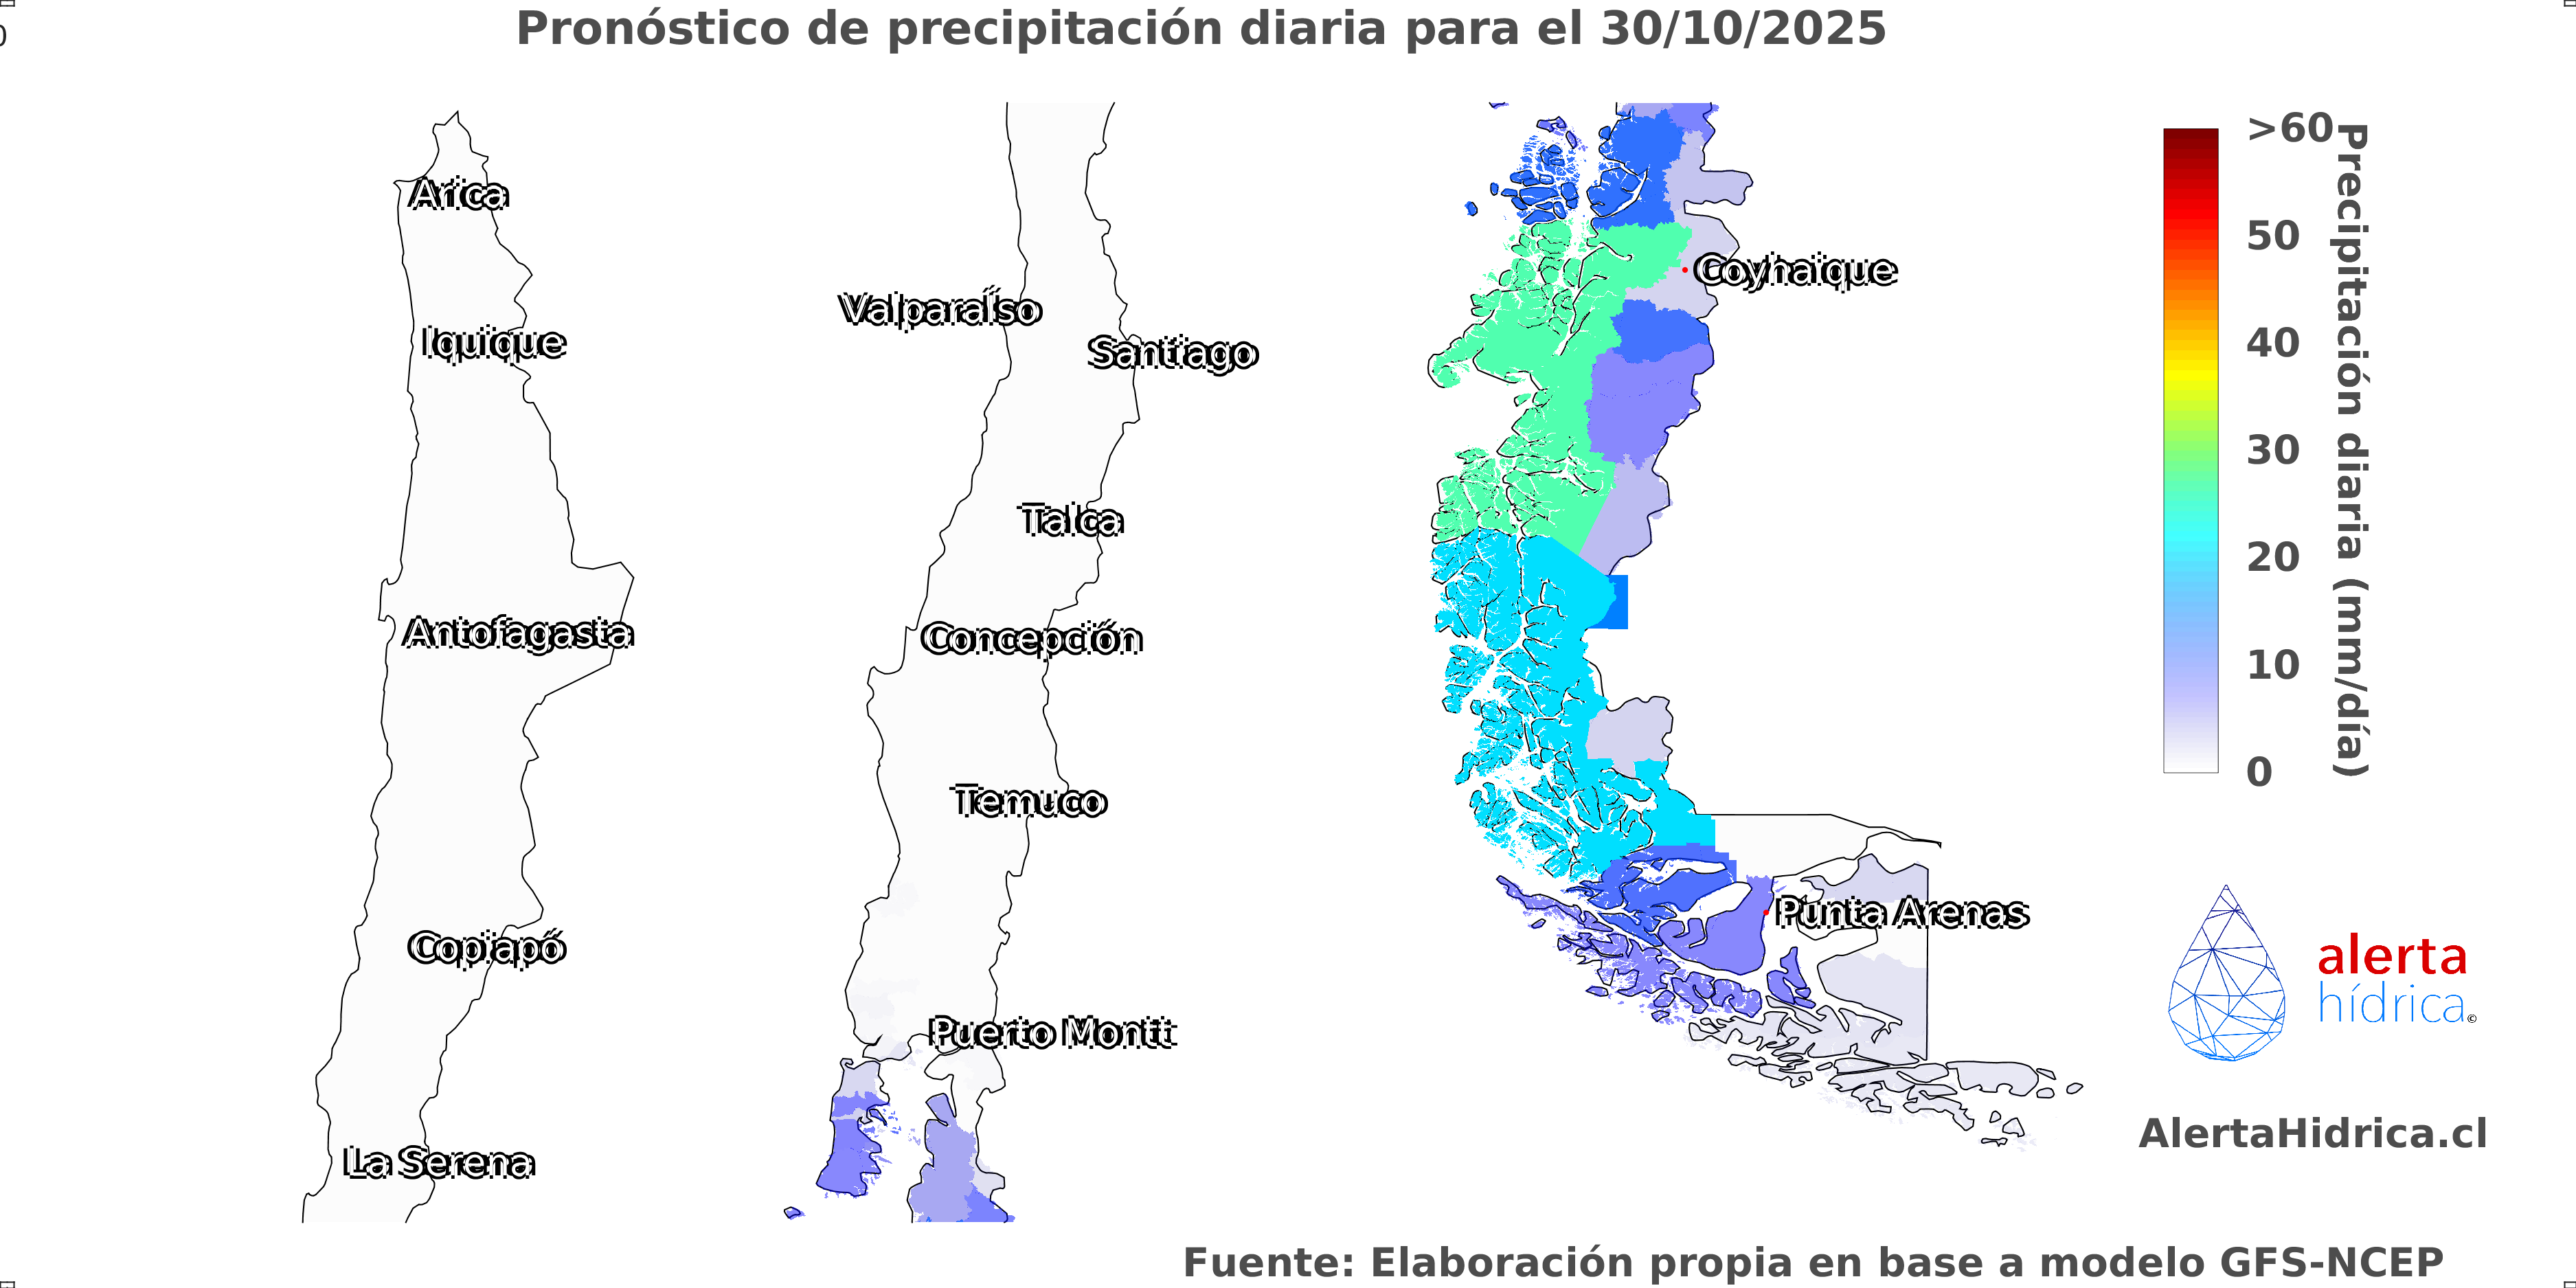 Pronóstico de precipitación diaria para el 30/10/2025
0
Arica
Iquique
Antofagasta
Copiapó
La Serena
Valparaíso
Santiago
Talca
Concepción
Temuco
Puerto Montt
Coyhaique
Punta Arenas
>60
50
40
30
20
10
0
Precipitación diaria (mm/día)
alerta
hídrica©
AlertaHidrica.cl
Fuente: Elaboración propia en base a modelo GFS-NCEP